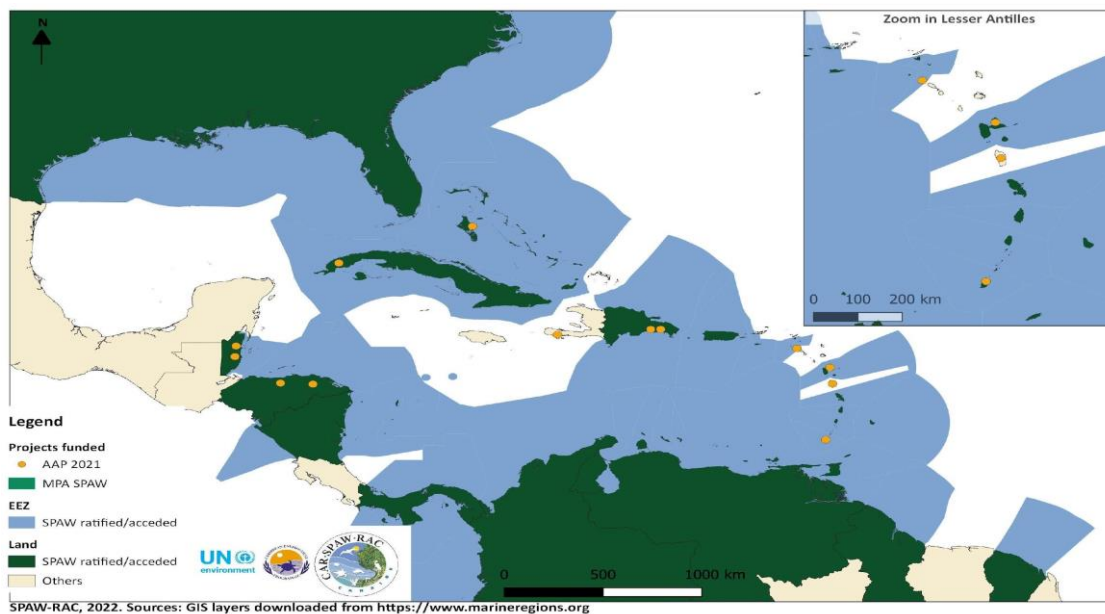 N
Zoom in Lesser Antilles
0 100 200 km
Legend
Projects funded
AAP 2021
MPA SPAW
EEZ
SPAW ratified/acceded
Land
SPAW ratified/acceded
Others
UN
environment
CAR-SPAW-RAC
0 500 1000 km
SPAW-RAC, 2022. Sources: GIS layers downloaded from https://www.marineregions.org